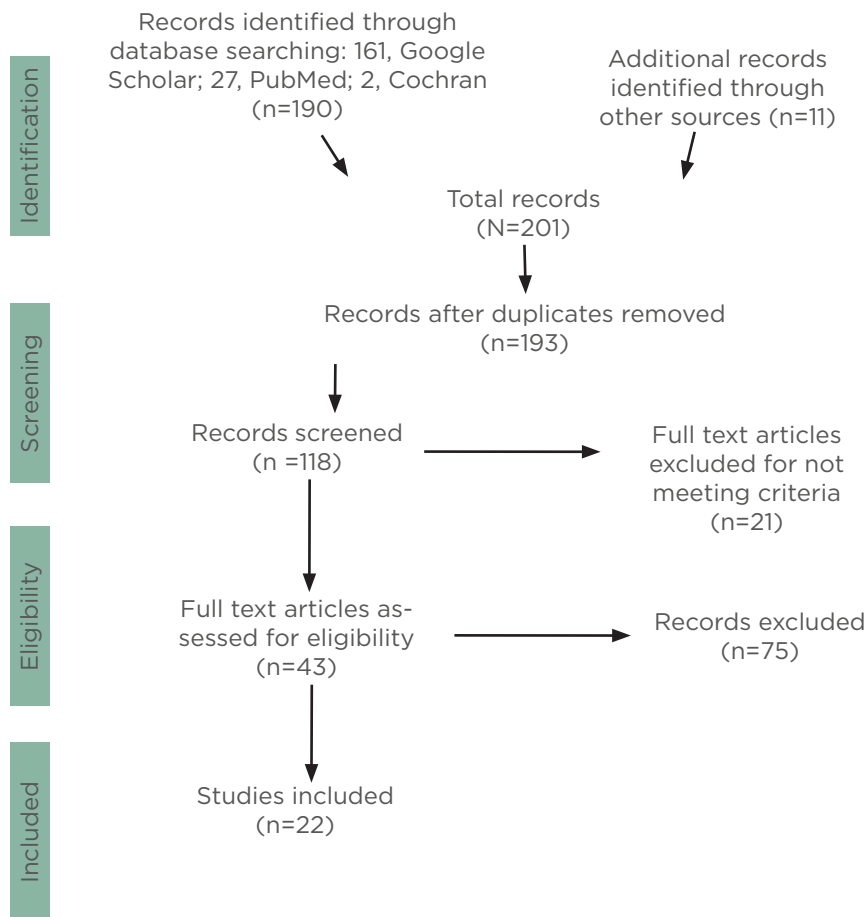 Identification
Records identified through
database searching: 161, Google
Scholar; 27, PubMed; 2, Cochran
(n=190)
Additional records
identified through
other sources (n=11)
Total records
(N=201)
Screening
Records after duplicates removed
(n=193)
Records screened
(n =118)
Full text articles
excluded for not
meeting criteria
(n=21)
Eligibility
Full text articles as-
sessed for eligibility
(n=43)
Records excluded
(n=75)
Included
Studies included
(n=22)